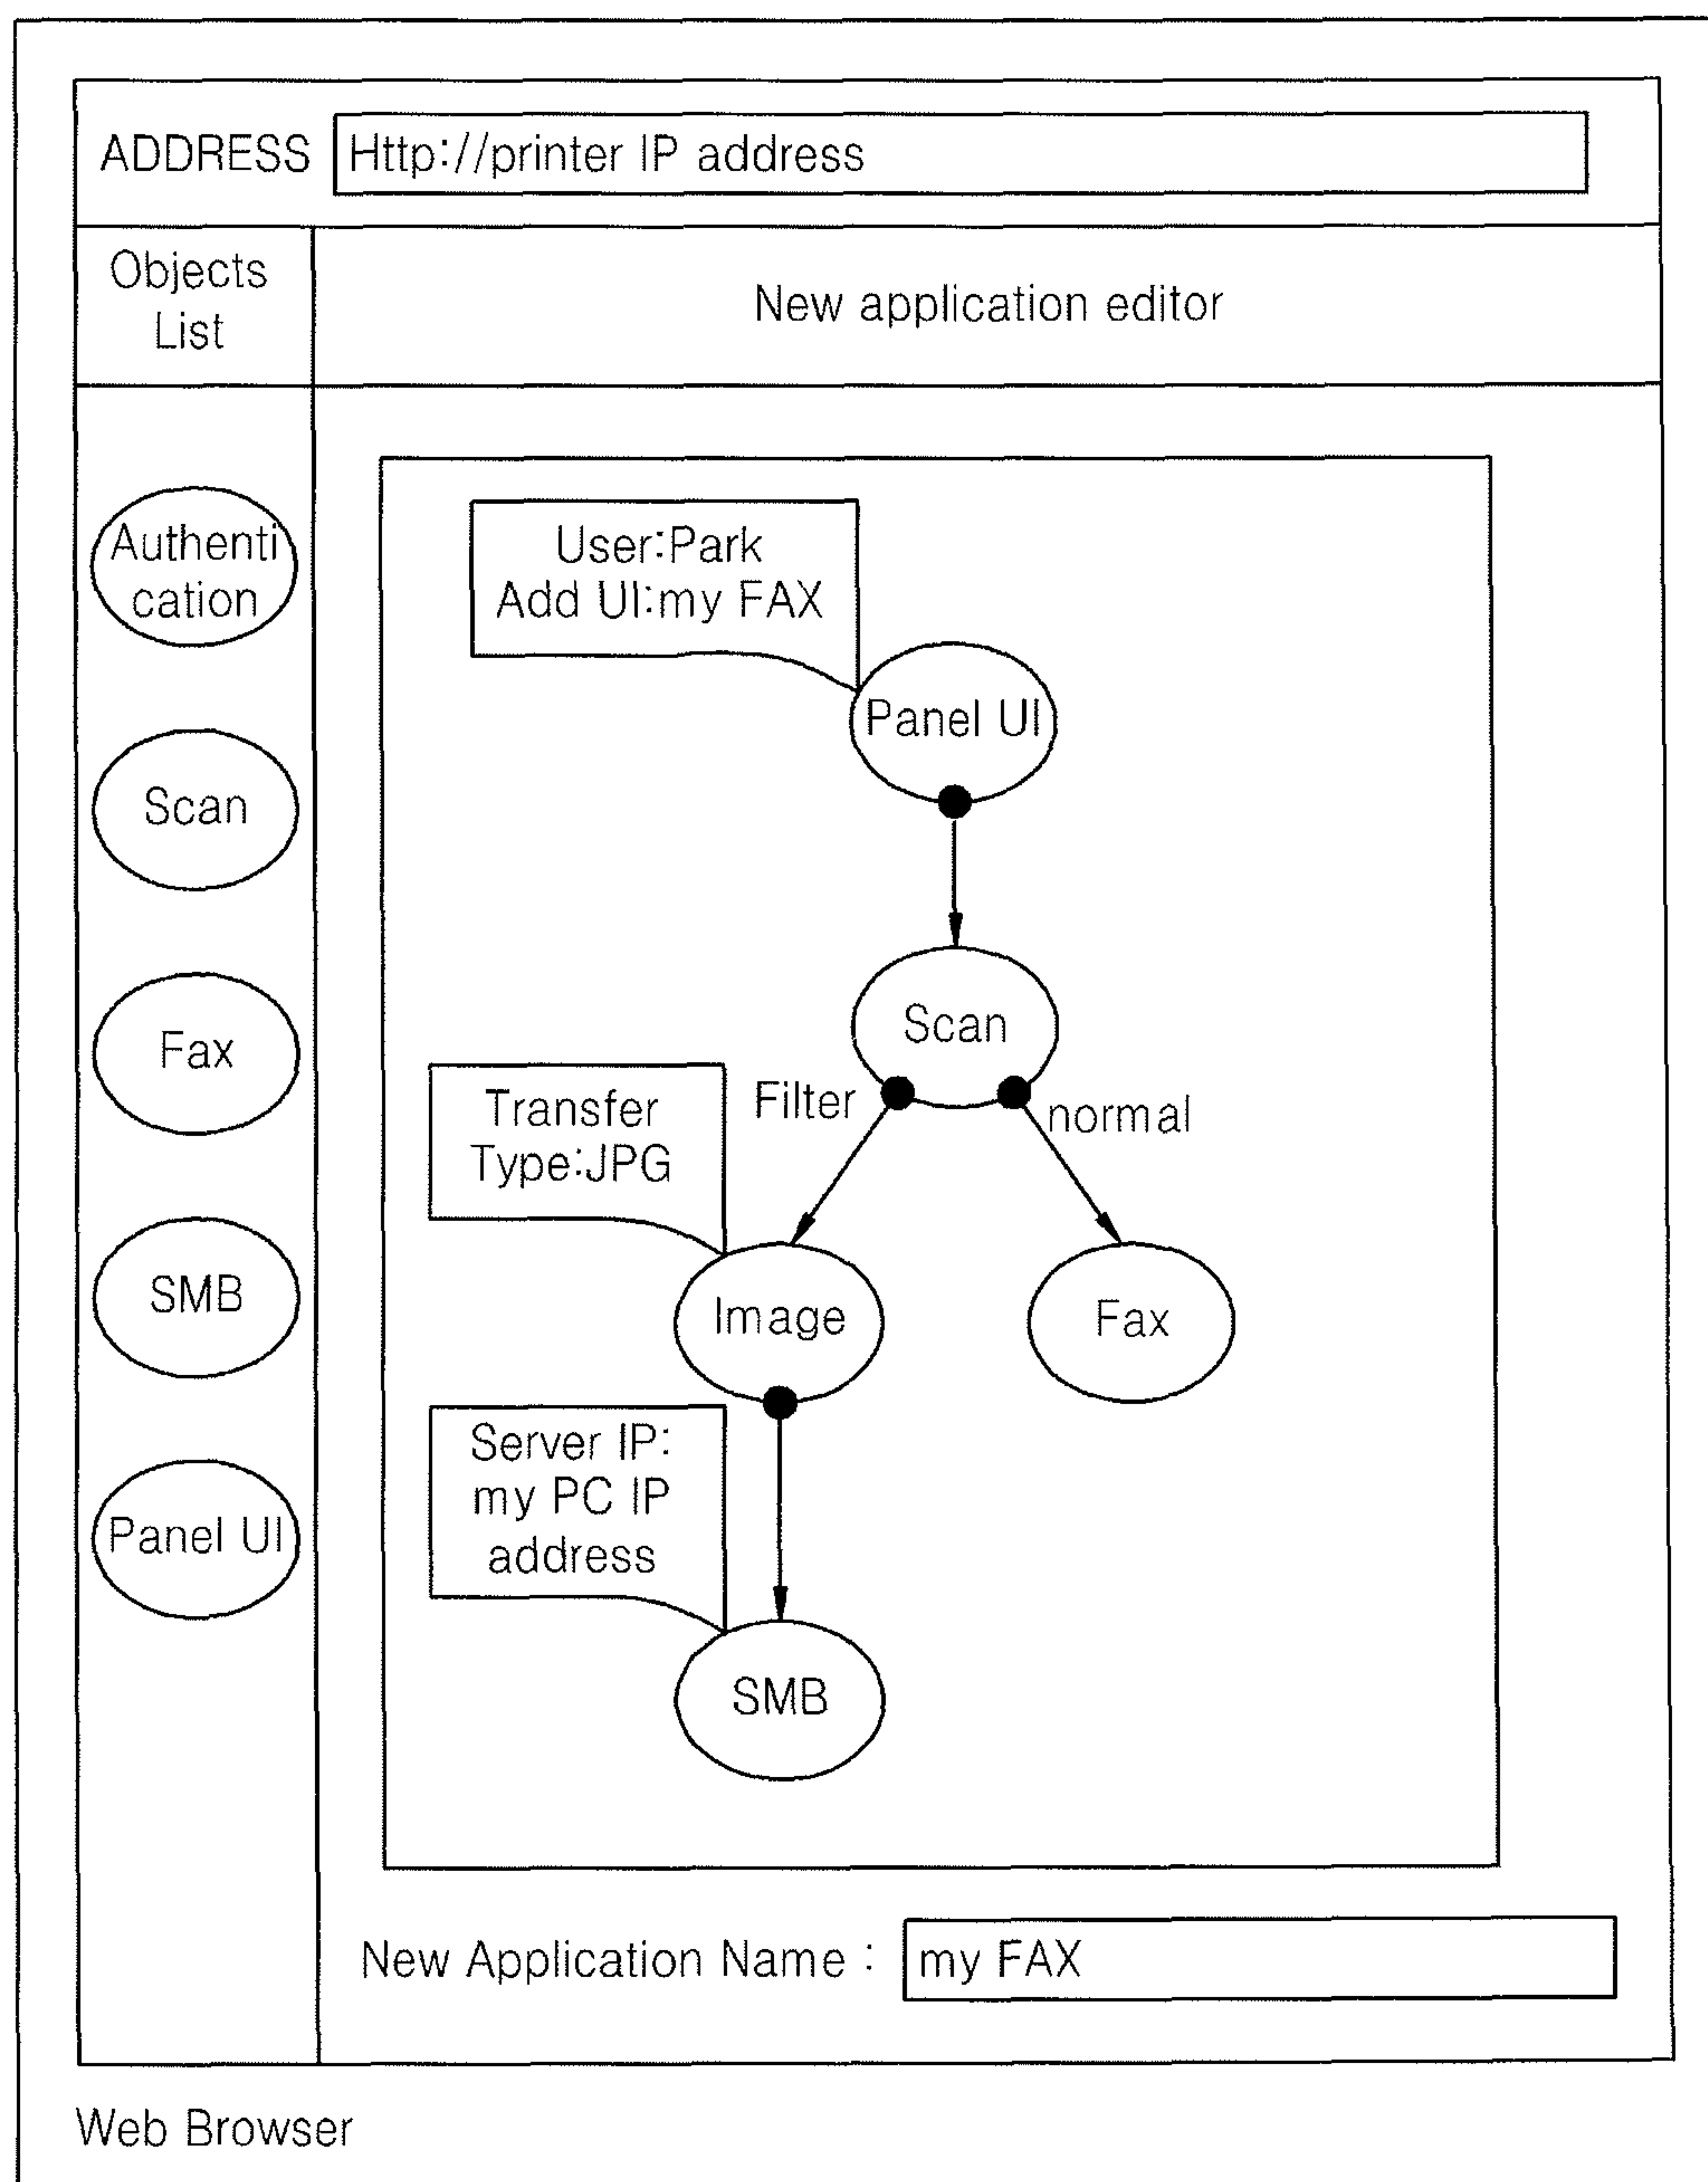 ADDRESS Http://printer IP address
Objects
List
New application editor
Authenti
cation
Scan
Fax
SMB
Panel UI
User:Park
Add UI:my FAX
Panel UI
Scan
Filter
normal
Transfer
Type:JPG
Image
Fax
Server IP:
my PC IP
address
SMB
New Application Name : my FAX
Web Browser